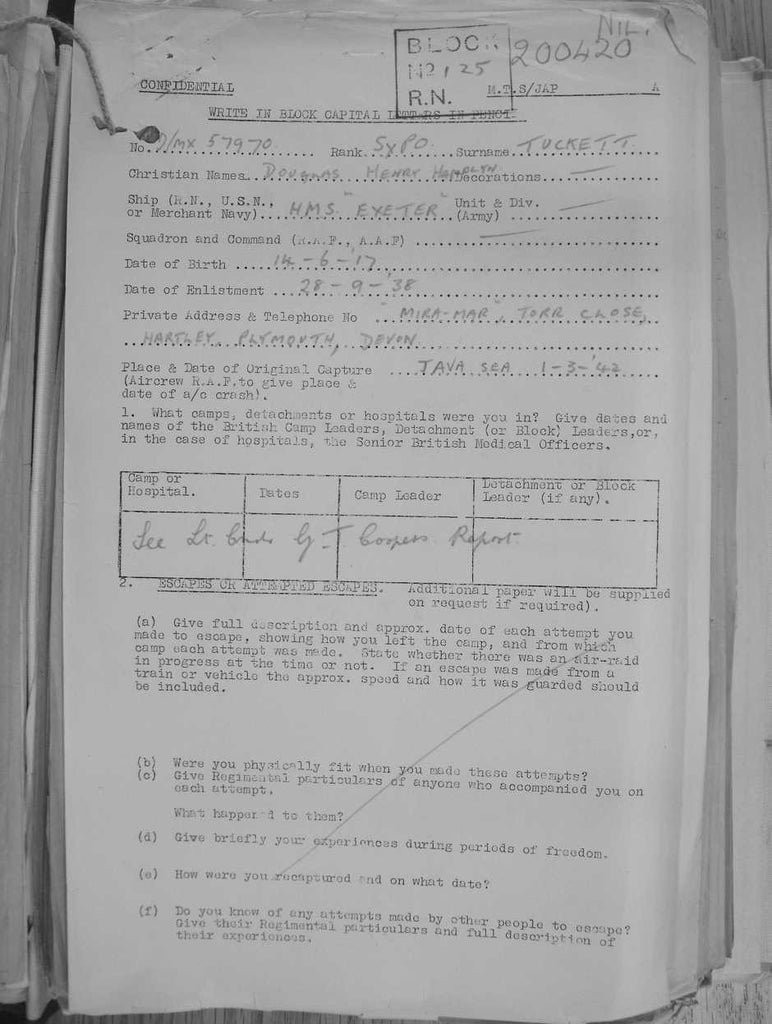 NIL.
BLOCK
Nº 125
R.N.
200420
CONFIDENTIAL
M.T.S/JAP A
WRITE IN BLOCK CAPITAL LETTERS IN PENCIL
No. D/MX 57970 Rank. SYPO Surname. TUCKETT
Christian Names. DOUGLAS HENRY HAMLYN Decorations —
Ship (R.N., U.S.N., Unit & Div. —
or Merchant Navy) HMS "EXETER" (Army)
Squadron and Command (R.A.F., A.A.F) —
Date of Birth 14-6-17
Date of Enlistment 28-9-38
Private Address & Telephone No "MIRA-MAR", TORR CLOSE,
HARTLEY, PLYMOUTH, DEVON
Place & Date of Original Capture JAVA SEA 1-3-'42
(Aircrew R.A.F. to give place &
date of a/c crash).
1. What camps, detachments or hospitals were you in? Give dates and
names of the British Camp Leaders, Detachment (or Block) Leaders, or,
in the case of hospitals, the Senior British Medical Officers.
Camp or Hospital. Dates Camp Leader Detachment or Block Leader (if any).
See Lt. Cmdr G. T Coopers Report
2. ESCAPES OR ATTEMPTED ESCAPES. Additional paper will be supplied
on request if required).
(a) Give full description and approx. date of each attempt you
made to escape, showing how you left the camp, and from which
camp each attempt was made. State whether there was an air-raid
in progress at the time or not. If an escape was made from a
train or vehicle the approx. speed and how it was guarded should
be included.
(b) Were you physically fit when you made these attempts?
(c) Give Regimental particulars of anyone who accompanied you on
each attempt.
What happened to them?
(d) Give briefly your experiences during periods of freedom.
(e) How were you recaptured and on what date?
(f) Do you know of any attempts made by other people to escape?
Give their Regimental particulars and full description of
their experiences.